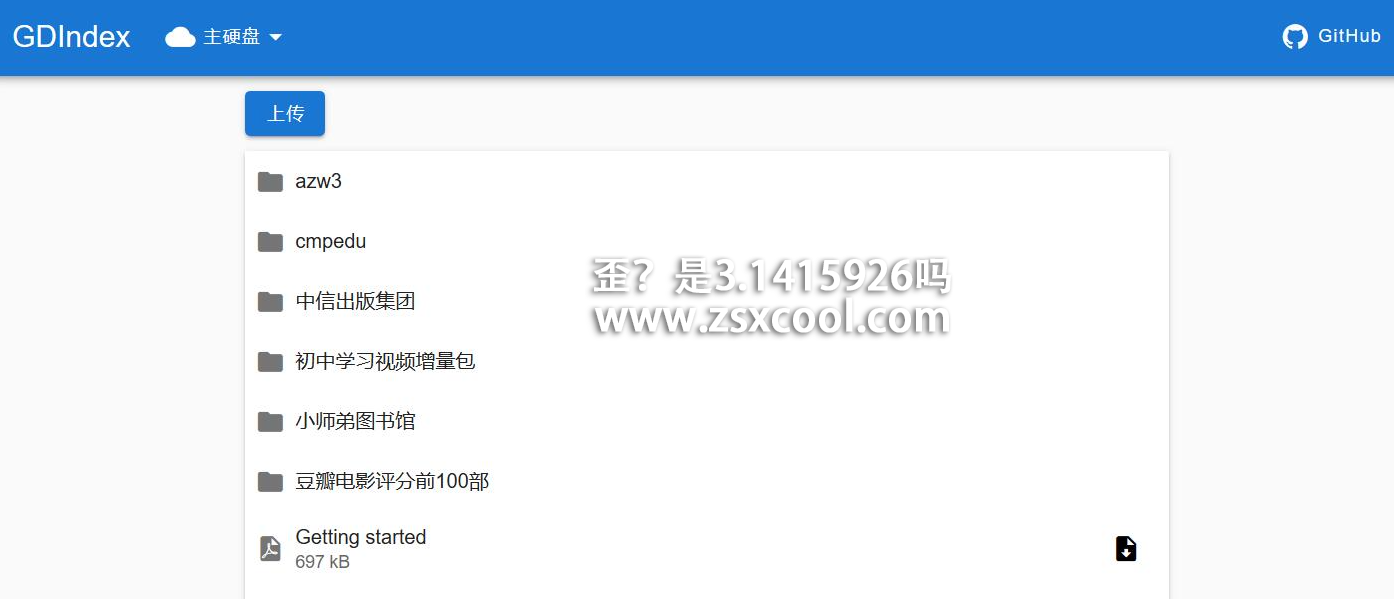 GDIndex 主硬盘 GitHub
上传
azw3
cmpedu
歪？是3.1415926吗
www.zsxcool.com
中信出版集团
初中学习视频增量包
小师弟图书馆
豆瓣电影评分前100部
Getting started
697 kB